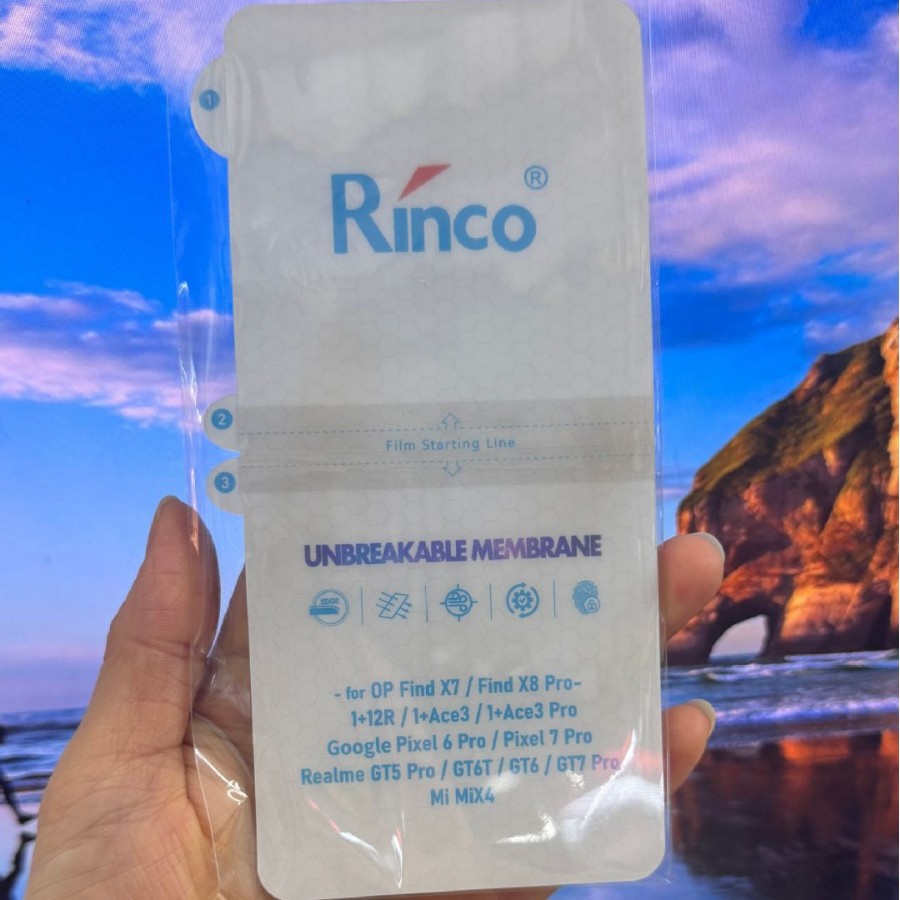 1
Rinco®
2
Film Starting Line
3
UNBREAKABLE MEMBRANE
EDGE
- for OP Find X7 / Find X8 Pro-
1+12R / 1+Ace3 / 1+Ace3 Pro
Google Pixel 6 Pro / Pixel 7 Pro
Realme GT5 Pro / GT6T / GT6 / GT7 Pro
Mi MiX4